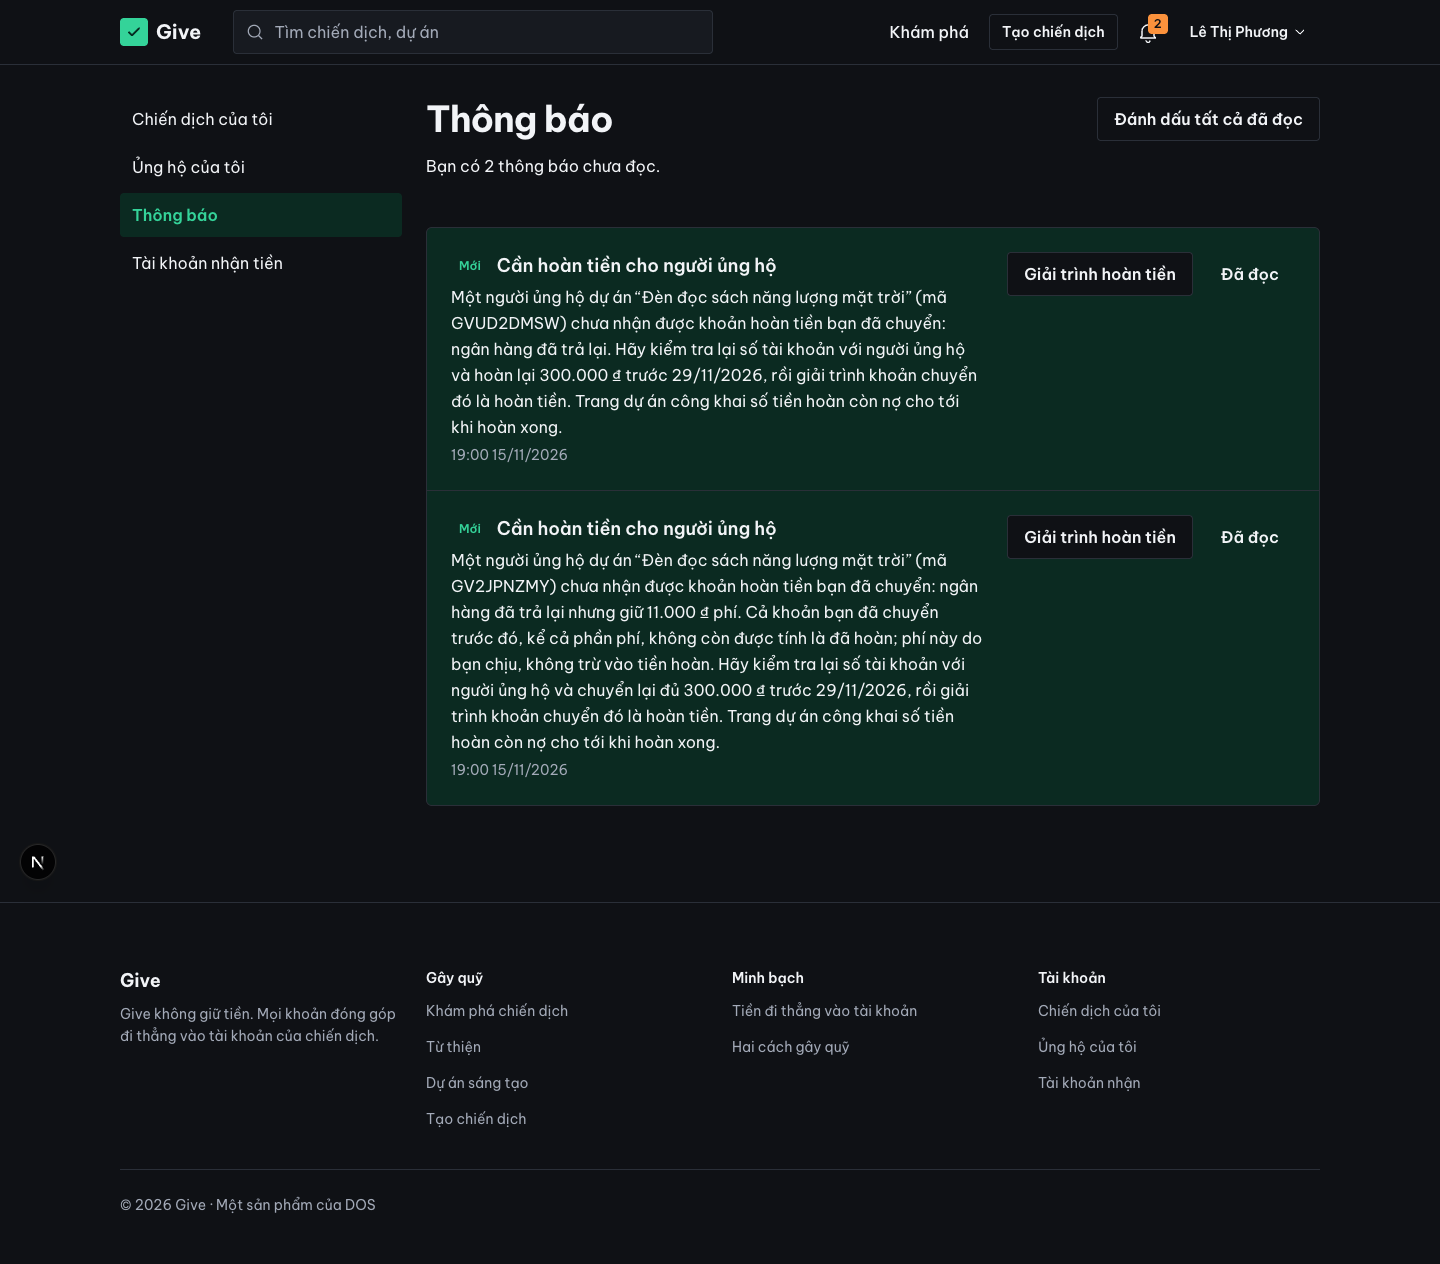 Give
Tìm chiến dịch, dự án
Khám phá
Tạo chiến dịch
2
Lê Thị Phương
Chiến dịch của tôi
Ủng hộ của tôi
Thông báo
Tài khoản nhận tiền
Thông báo
Đánh dấu tất cả đã đọc
Bạn có 2 thông báo chưa đọc.
Mới Cần hoàn tiền cho người ủng hộ
Giải trình hoàn tiền
Đã đọc
Một người ủng hộ dự án “Đèn đọc sách năng lượng mặt trời” (mã
GVUD2DMSW) chưa nhận được khoản hoàn tiền bạn đã chuyển:
ngân hàng đã trả lại. Hãy kiểm tra lại số tài khoản với người ủng hộ
và hoàn lại 300.000 ₫ trước 29/11/2026, rồi giải trình khoản chuyển
đó là hoàn tiền. Trang dự án công khai số tiền hoàn còn nợ cho tới
khi hoàn xong.
19:00 15/11/2026
Mới Cần hoàn tiền cho người ủng hộ
Giải trình hoàn tiền
Đã đọc
Một người ủng hộ dự án “Đèn đọc sách năng lượng mặt trời” (mã
GV2JPNZMY) chưa nhận được khoản hoàn tiền bạn đã chuyển: ngân
hàng đã trả lại nhưng giữ 11.000 ₫ phí. Cả khoản bạn đã chuyển
trước đó, kể cả phần phí, không còn được tính là đã hoàn; phí này do
bạn chịu, không trừ vào tiền hoàn. Hãy kiểm tra lại số tài khoản với
người ủng hộ và chuyển lại đủ 300.000 ₫ trước 29/11/2026, rồi giải
trình khoản chuyển đó là hoàn tiền. Trang dự án công khai số tiền
hoàn còn nợ cho tới khi hoàn xong.
19:00 15/11/2026
N
Give
Give không giữ tiền. Mọi khoản đóng góp
đi thẳng vào tài khoản của chiến dịch.
Gây quỹ
Khám phá chiến dịch
Từ thiện
Dự án sáng tạo
Tạo chiến dịch
Minh bạch
Tiền đi thẳng vào tài khoản
Hai cách gây quỹ
Tài khoản
Chiến dịch của tôi
Ủng hộ của tôi
Tài khoản nhận
© 2026 Give · Một sản phẩm của DOS